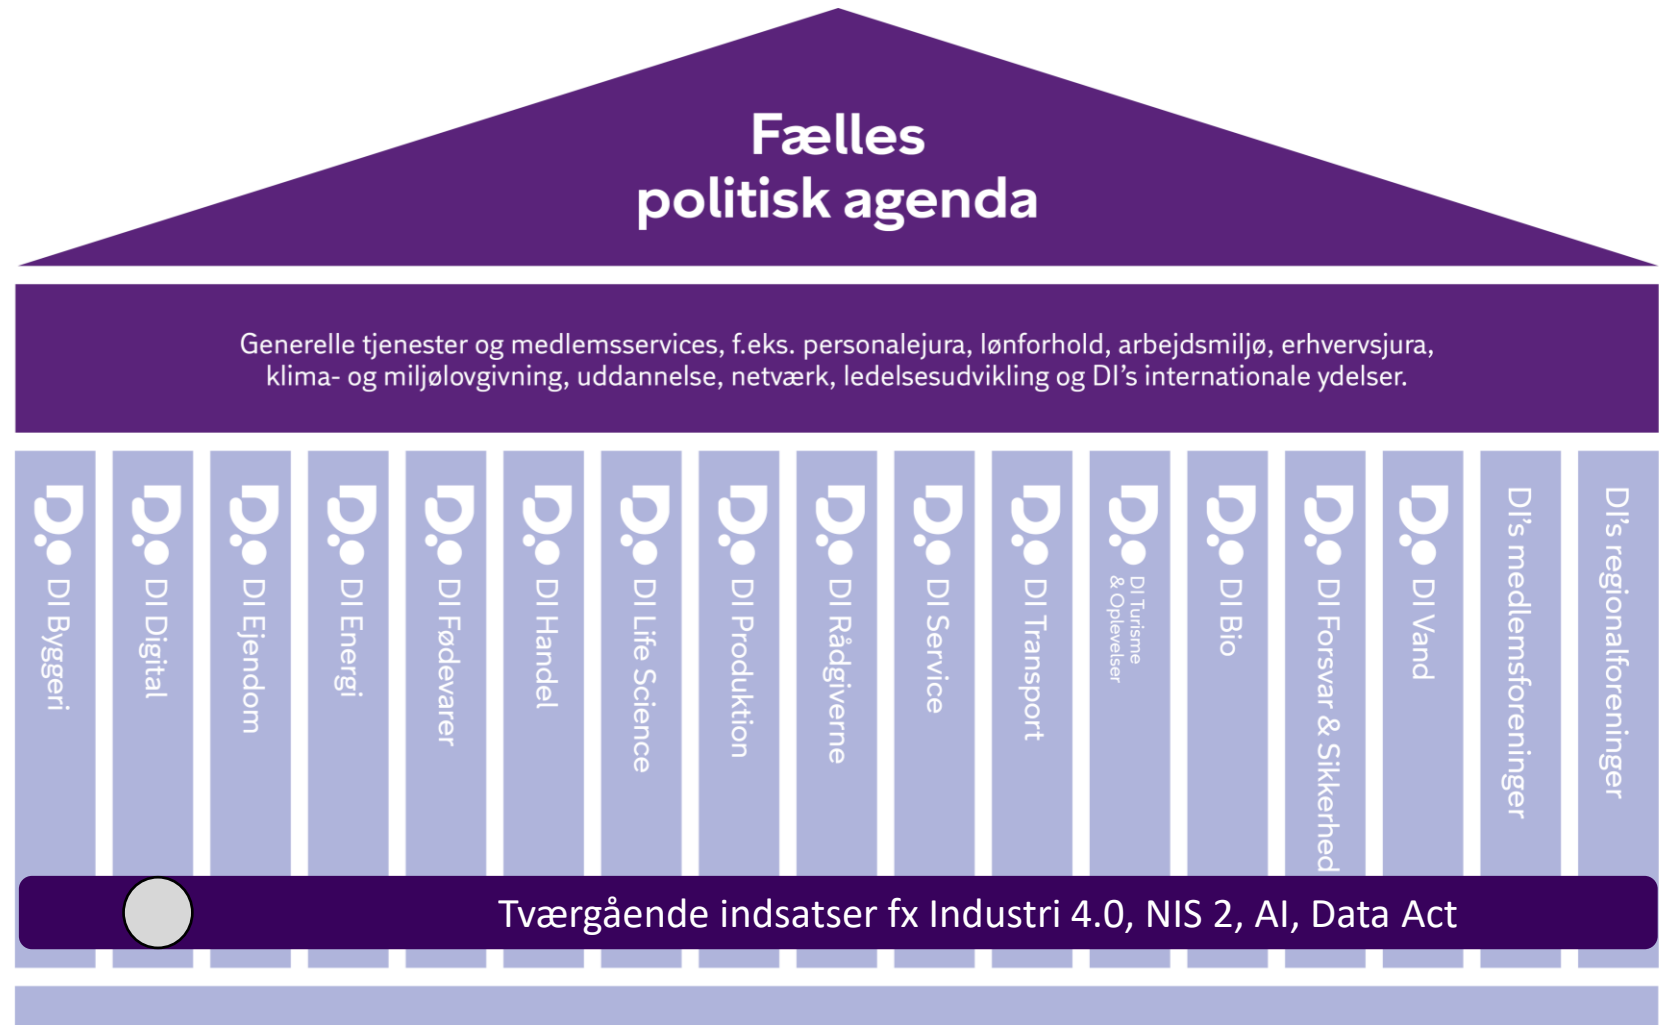 Fælles
politisk agenda
Generelle tjenester og medlemsservices, f.eks. personalejura, lønforhold, arbejdsmiljø, erhvervsjura,
klima- og miljølovgivning, uddannelse, netværk, ledelsesudvikling og DI's internationale ydelser.
DI Byggeri
DI Digital
DI Ejendom
DI Energi
DI Fødevarer
DI Handel
DI Life Science
DI Produktion
DI Rådgiverne
DI Service
DI Transport
DI Turisme
& Oplevelser
DI Bio
DI Forsvar & Sikkerhed
DI Vand
DI's medlemsforeninger
DI's regionalforeninger
Tværgående indsatser fx Industri 4.0, NIS 2, AI, Data Act